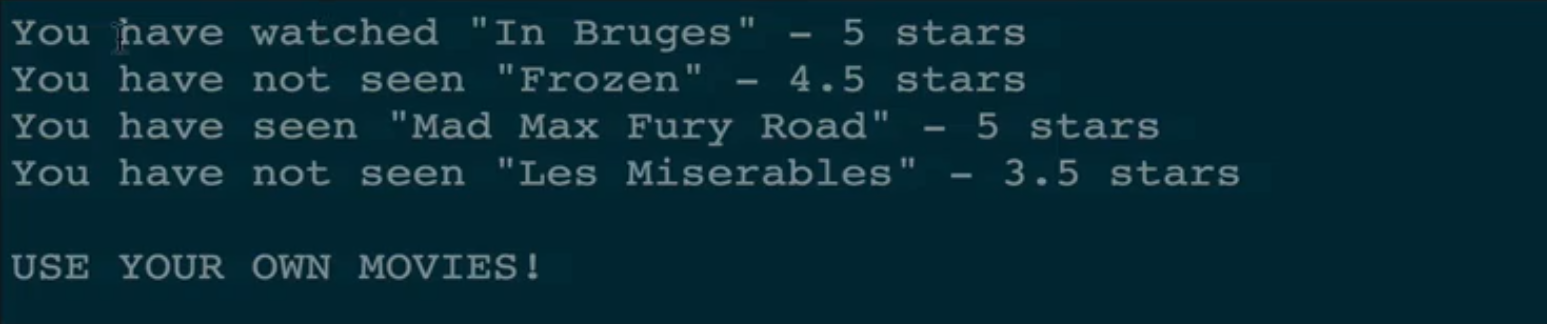 You have watched "In Bruges" - 5 stars
You have not seen "Frozen" - 4.5 stars
You have seen "Mad Max Fury Road" - 5 stars
You have not seen "Les Miserables" - 3.5 stars
USE YOUR OWN MOVIES!